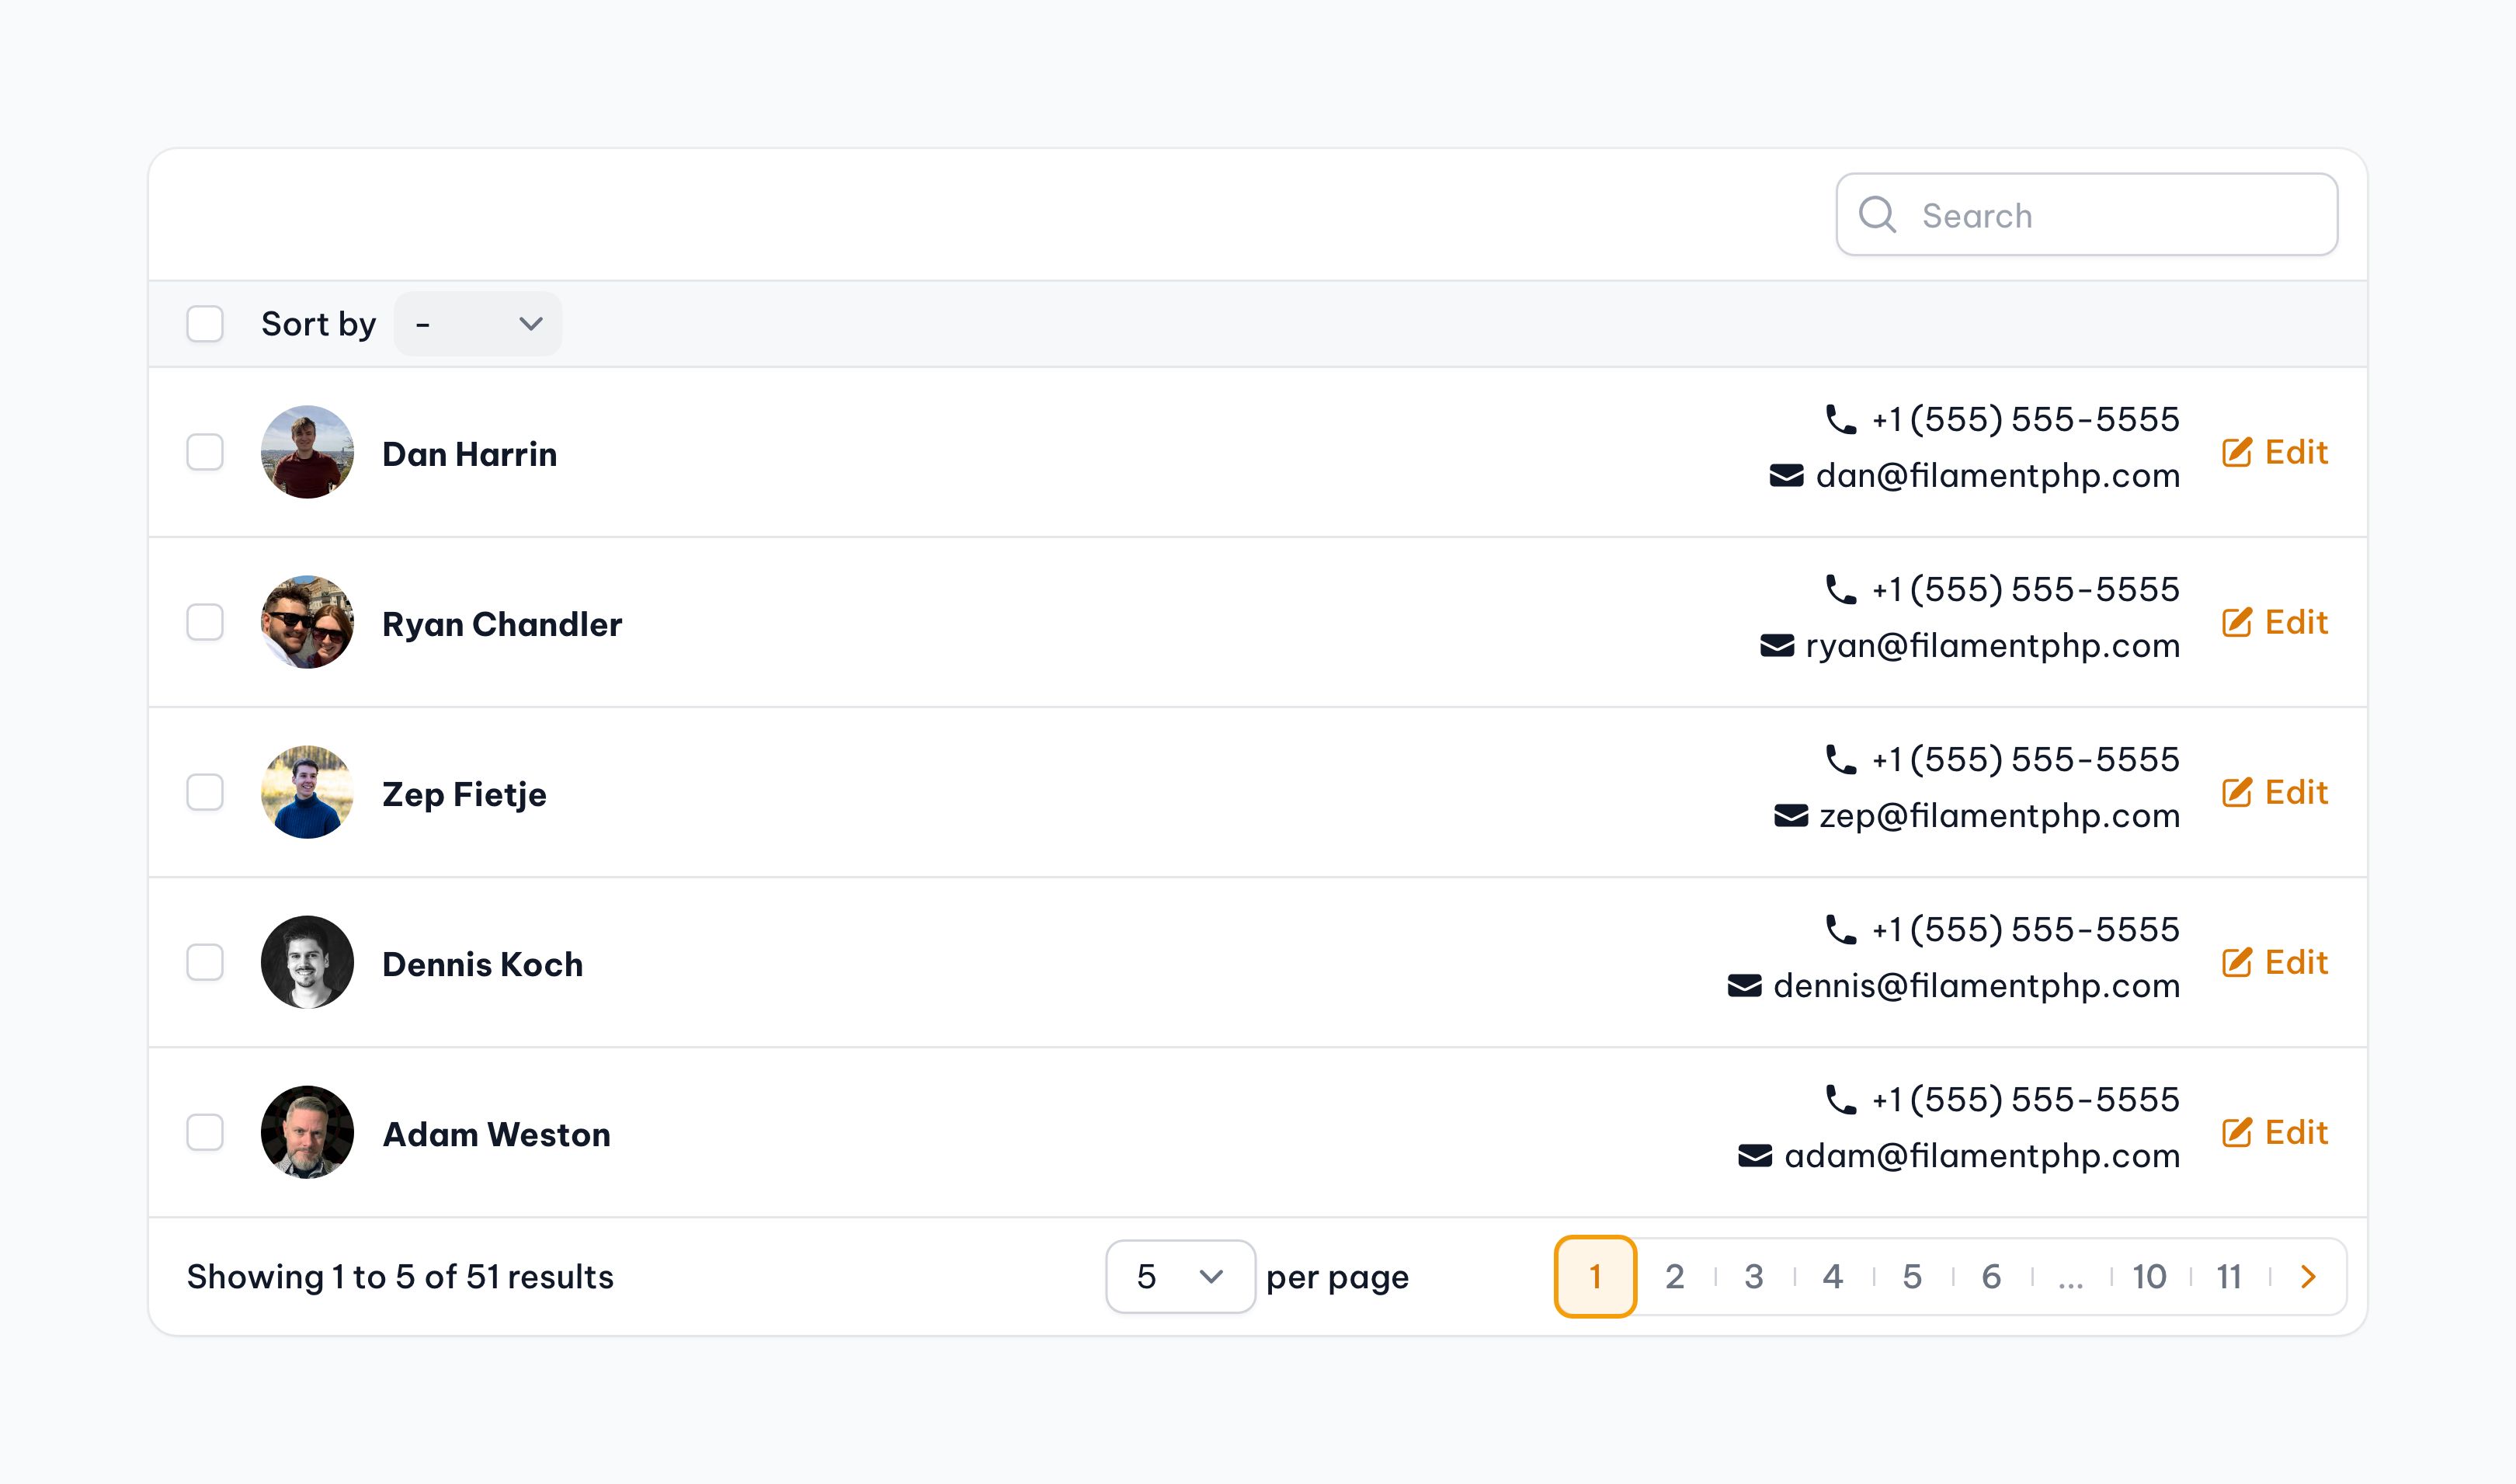 Search
Sort by -
Dan Harrin
+1 (555) 555-5555
dan@filamentphp.com
Edit
Ryan Chandler
+1 (555) 555-5555
ryan@filamentphp.com
Edit
Zep Fietje
+1 (555) 555-5555
zep@filamentphp.com
Edit
Dennis Koch
+1 (555) 555-5555
dennis@filamentphp.com
Edit
Adam Weston
+1 (555) 555-5555
adam@filamentphp.com
Edit
Showing 1 to 5 of 51 results
5 per page
1 2 3 4 5 6 ... 10 11